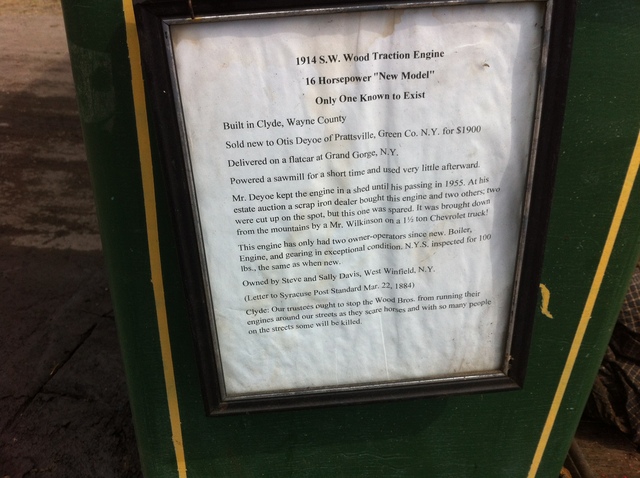 1914 S.W. Wood Traction Engine
16 Horsepower "New Model"
Only One Known to Exist
Built in Clyde, Wayne County
Sold new to Otis Deyoe of Prattsville, Green Co. N.Y. for $1900
Delivered on a flatcar at Grand Gorge, N.Y.
Powered a sawmill for a short time and used very little afterward.
Mr. Deyoe kept the engine in a shed until his passing in 1955. At his
estate auction a scrap iron dealer bought this engine and two others; two
were cut up on the spot, but this one was spared. It was brought down
from the mountains by a Mr. Wilkinson on a 1½ ton Chevrolet truck!
This engine has only had two owner-operators since new. Boiler,
Engine, and gearing in exceptional condition. N.Y.S. inspected for 100
lbs., the same as when new.
Owned by Steve and Sally Davis, West Winfield, N.Y.
(Letter to Syracuse Post Standard Mar. 22, 1884)
Clyde: Our trustees ought to stop the Wood Bros. from running their
engines around our streets as they scare horses and with so many people
on the streets some will be killed.